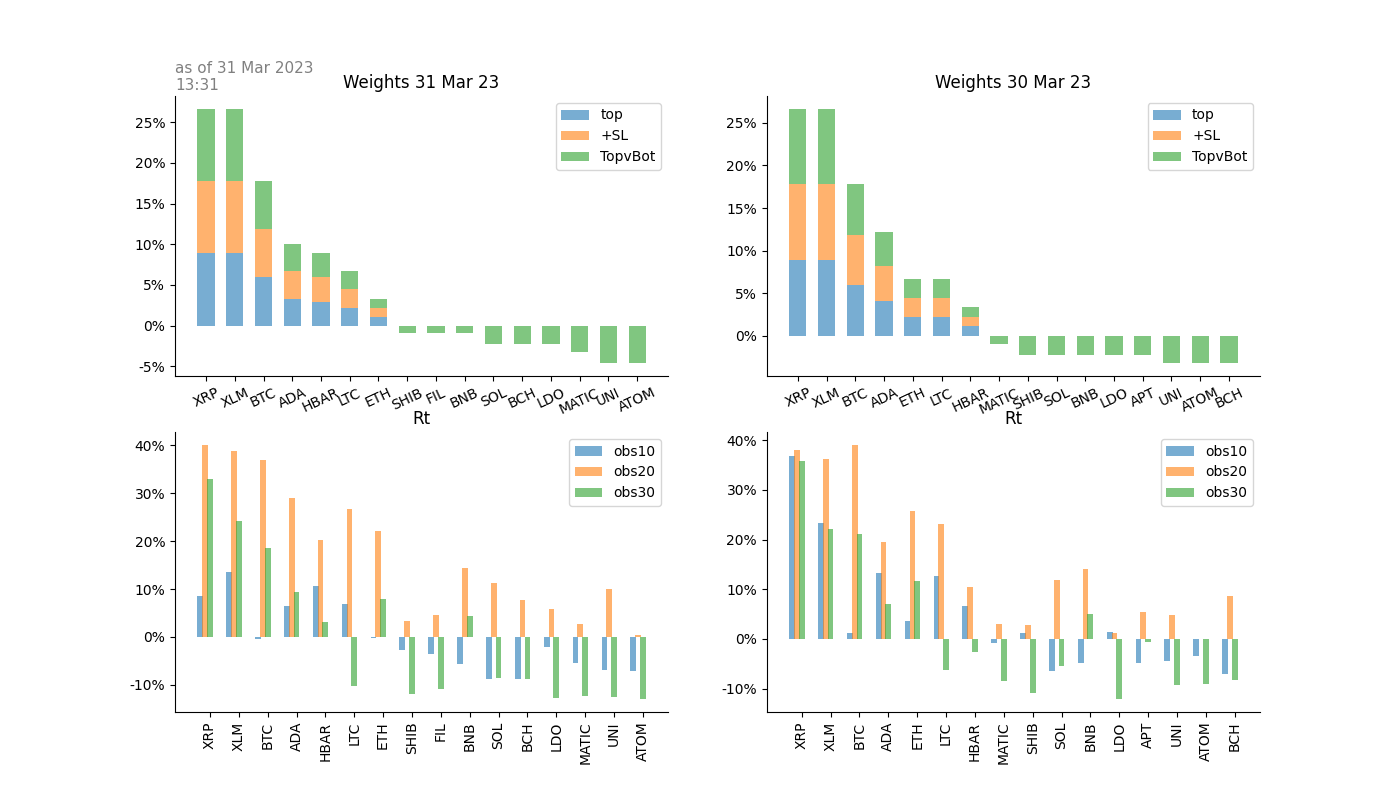 as of 31 Mar 2023
13:31
Weights 31 Mar 23
25%
20%
15%
10%
5%
0%
-5%
top
+SL
TopvBot
XRP XLM BTC ADA HBAR LTC ETH SHIB FIL BNB SOL BCH LDO MATIC UNI ATOM
Weights 30 Mar 23
25%
20%
15%
10%
5%
0%
top
+SL
TopvBot
XRP XLM BTC ADA ETH LTC HBAR MATIC SHIB SOL BNB LDO APT UNI ATOM BCH
Rt
40%
30%
20%
10%
0%
-10%
obs10
obs20
obs30
XRP XLM BTC ADA HBAR LTC ETH SHIB FIL BNB SOL BCH LDO MATIC UNI ATOM
Rt
40%
30%
20%
10%
0%
-10%
obs10
obs20
obs30
XRP XLM BTC ADA ETH LTC HBAR MATIC SHIB SOL BNB LDO APT UNI ATOM BCH